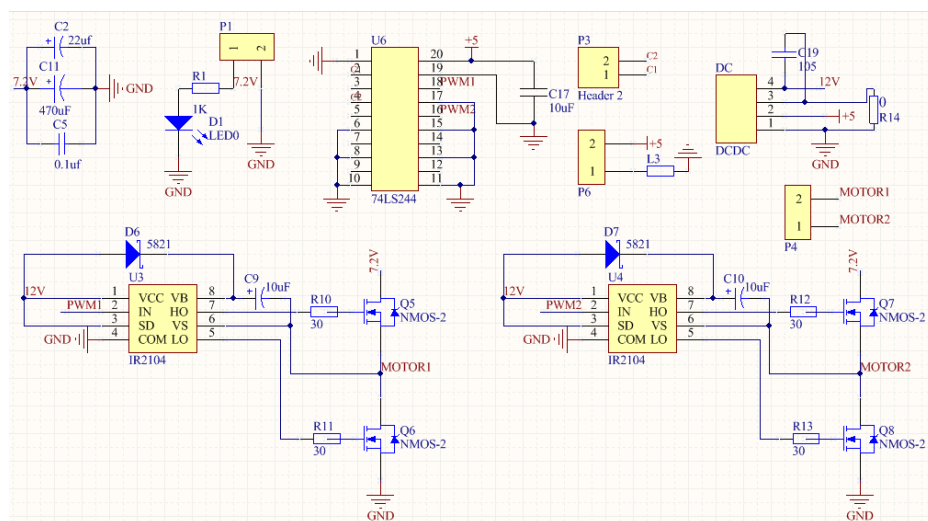 C2
22uf
7.2V
C11
GND
470uF
C5
0.1uf
P1
1 2
R1
7.2V
1K
D1
LED0
GND
GND
U6
+5
1 20
2 19
3 18 PWM1
4 17
5 16 PWM2
6 15
7 14
8 13
9 12
10 11
74LS244
C17
10uF
P3
2 C2
1 C1
Header 2
P6
2 +5
1 L3
DC
C19
105
4 12V
3 0
2 +5 R14
1
DCDC
GND
P4
2 MOTOR1
1 MOTOR2
D6
5821
U3
12V 1 VCC VB 8
PWM1 2 IN HO 7
3 SD VS 6
GND 4 COM LO 5
IR2104
C9
10uF
R10
30
7.2V
Q5
NMOS-2
MOTOR1
R11
30
Q6
NMOS-2
GND
D7
5821
U4
12V 1 VCC VB 8
PWM2 2 IN HO 7
3 SD VS 6
GND 4 COM LO 5
IR2104
C10
10uF
R12
30
7.2V
Q7
NMOS-2
MOTOR2
R13
30
Q8
NMOS-2
GND